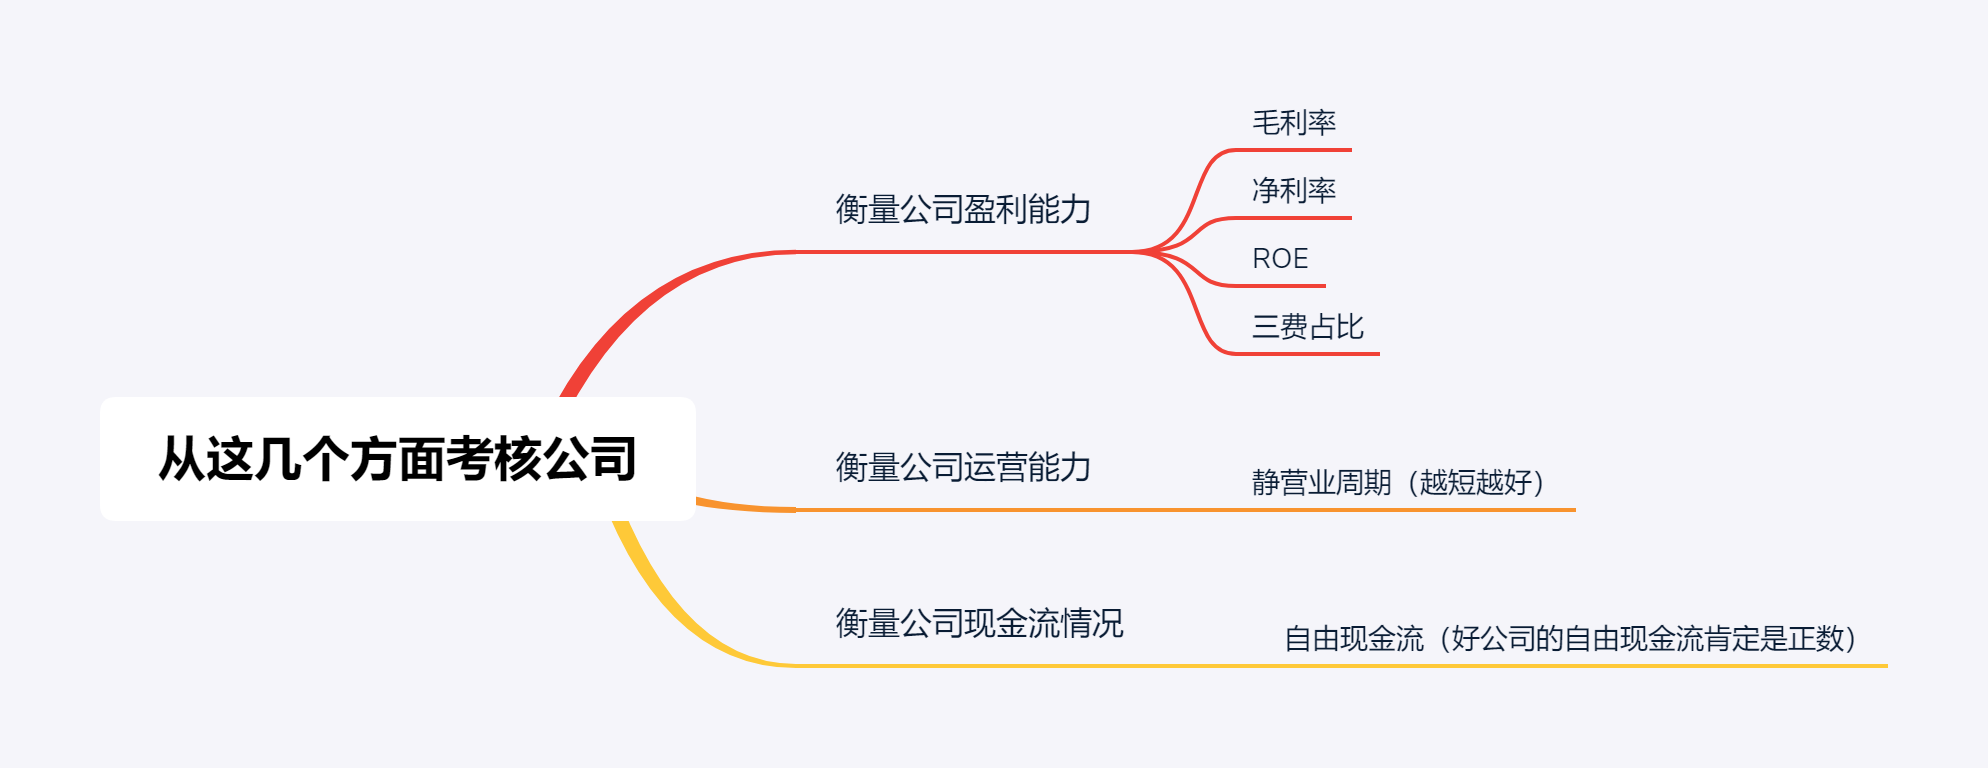 从这几个方面考核公司
衡量公司盈利能力
毛利率
净利率
ROE
三费占比
衡量公司运营能力
静营业周期（越短越好）
衡量公司现金流情况
自由现金流（好公司的自由现金流肯定是正数）